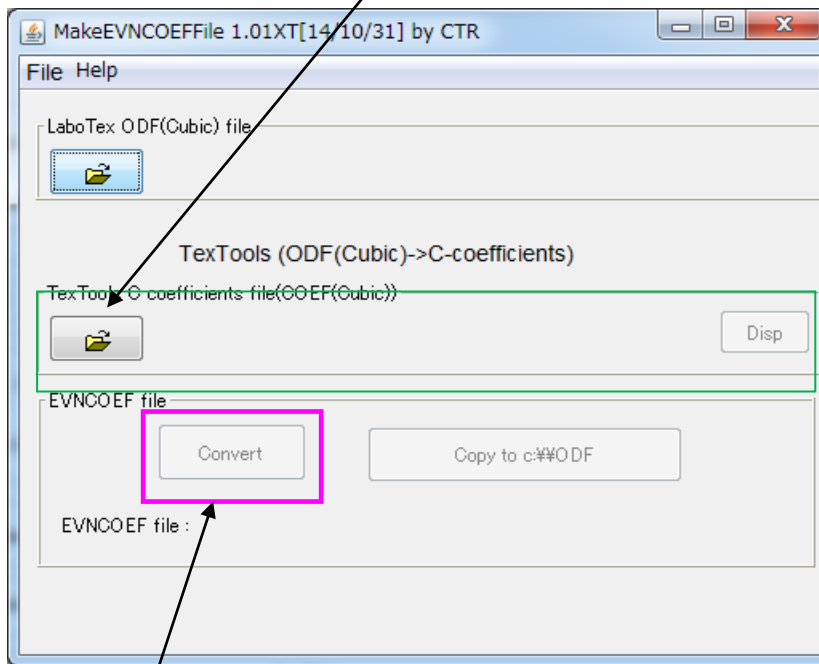 MakeEVNCOEFFile 1.01XT[14/10/31] by CTR
File Help
LaboTex ODF(Cubic) file
TexTools (ODF(Cubic)->C-coefficients)
TexTools C coefficients file(COEF(Cubic))
Disp
EVNCOEF file
Convert
Copy to c:¥¥ODF
EVNCOEF file :